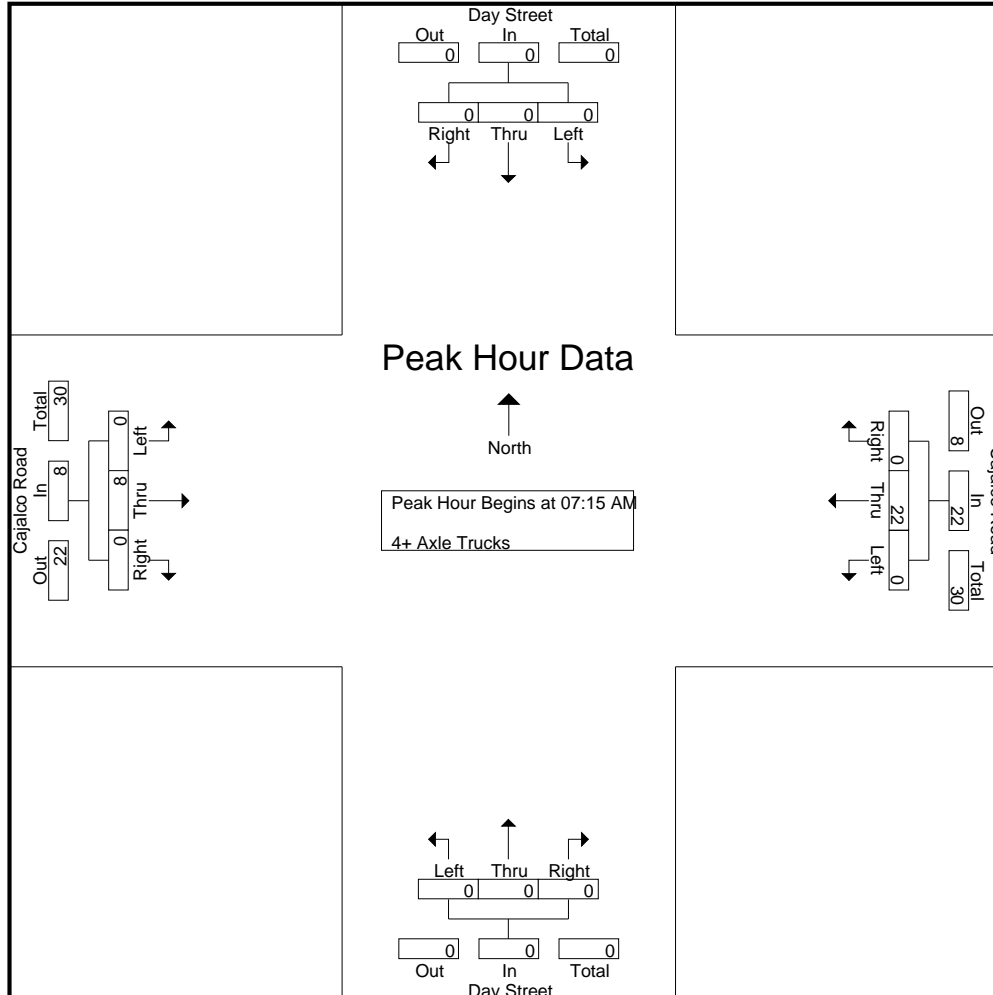 Day Street
Out In Total
0 0 0
0 0 0
Right Thru Left
Peak Hour Data
North
Peak Hour Begins at 07:15 AM
4+ Axle Trucks
Cajalco Road
Out In Total
22 8 30
0 8 0
Right Thru Left
Out In Total
8 22 30
0 22 0
Right Thru Left
Left Thru Right
0 0 0
0 0 0
Out In Total
Day Street